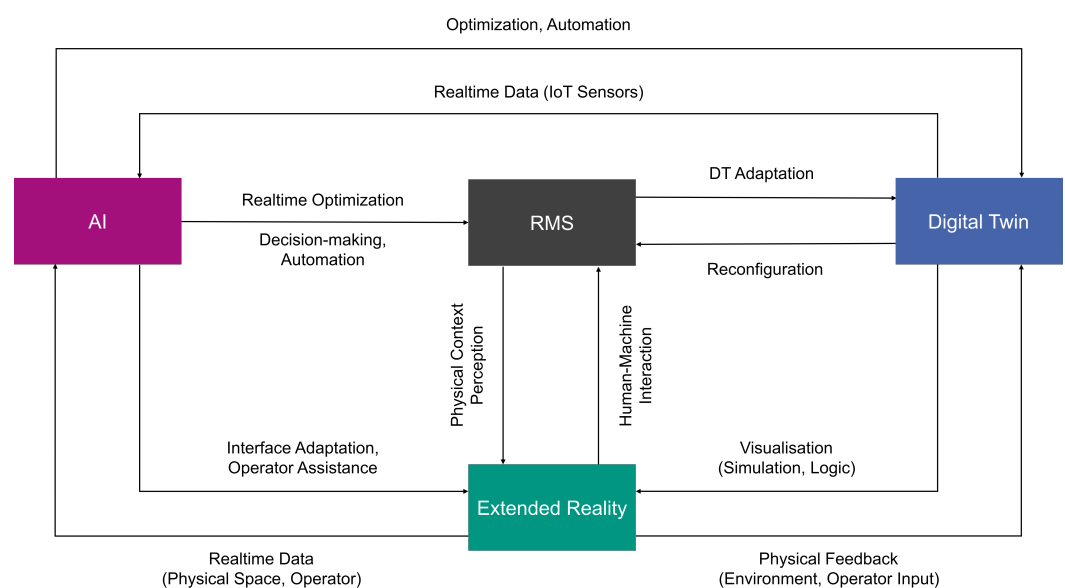 Optimization, Automation
Realtime Data (IoT Sensors)
AI
Realtime Optimization
Decision-making,
Automation
RMS
DT Adaptation
Reconfiguration
Digital Twin
Physical Context
Perception
Human-Machine
Interaction
Interface Adaptation,
Operator Assistance
Visualisation
(Simulation, Logic)
Extended Reality
Realtime Data
(Physical Space, Operator)
Physical Feedback
(Environment, Operator Input)